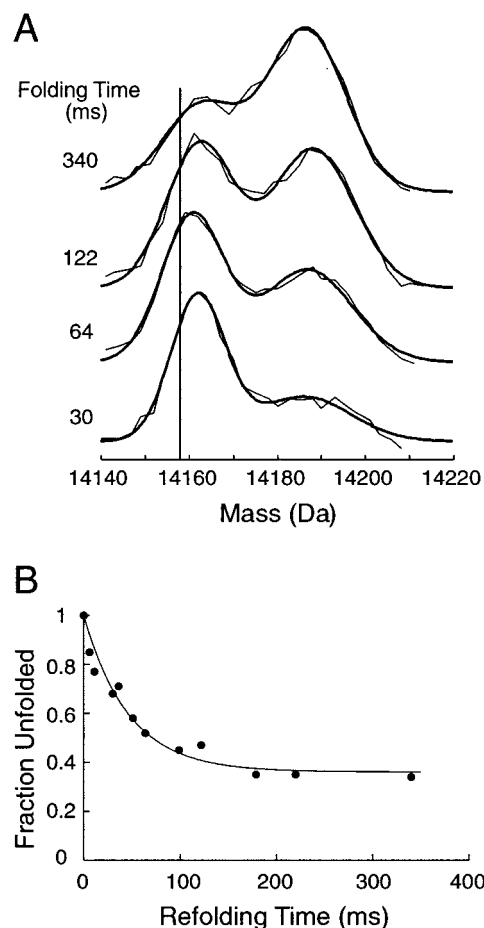 A
Folding Time
(ms)
340
122
64
30
14140 14160 14180 14200 14220
Mass (Da)
B
1
0.8
0.6
0.4
0.2
0
Fraction Unfolded
0 100 200 300 400
Refolding Time (ms)